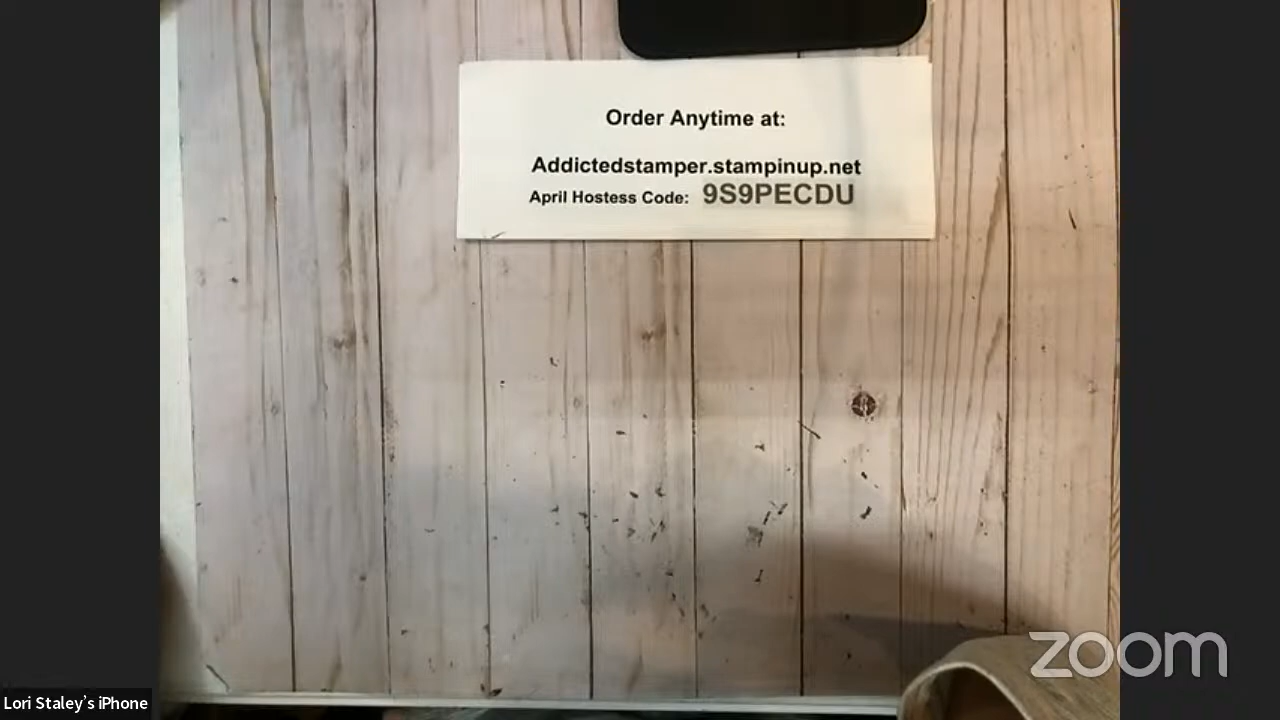 Order Anytime at:
Addictedstamper.stampinup.net
April Hostess Code: 9S9PECDU
zoom
Lori Staley's iPhone